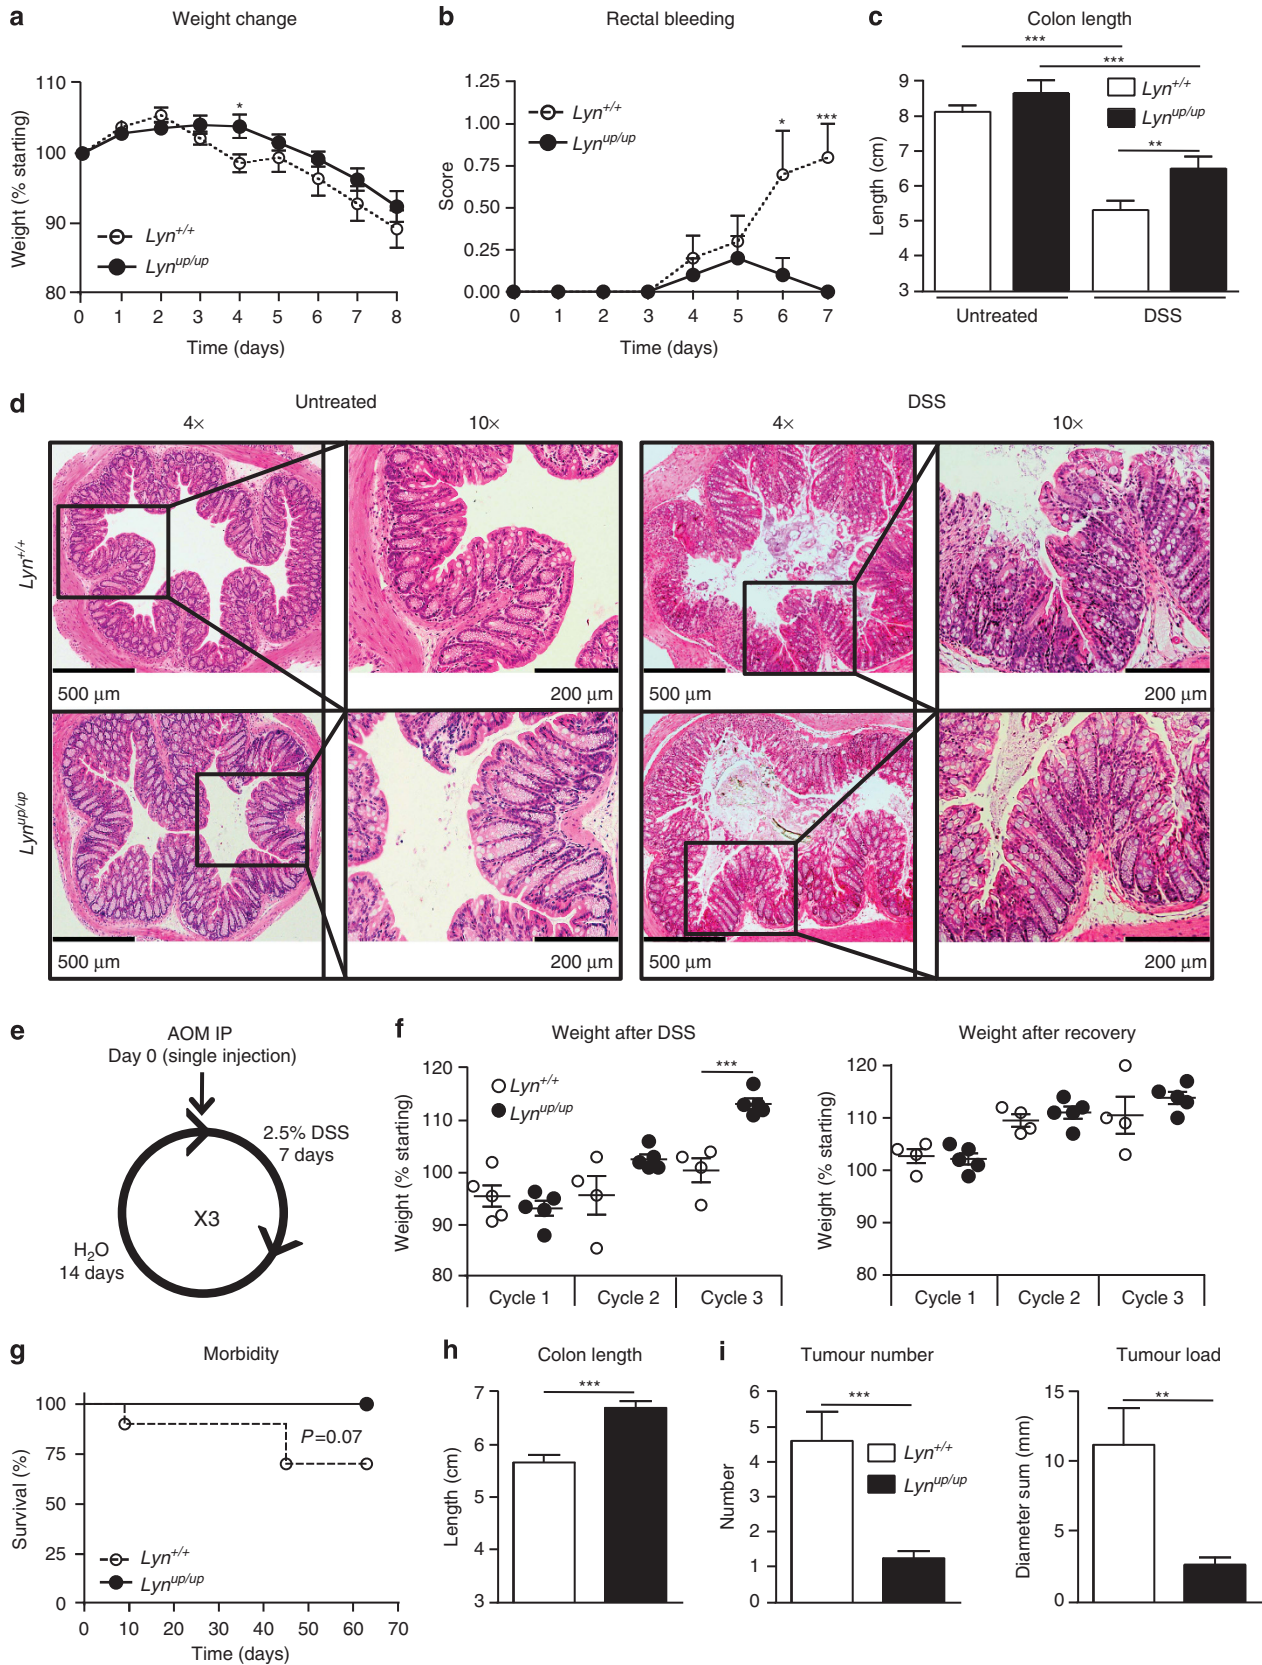 a Weight change
110
100
90
80
Weight (% starting)
*
Lyn+/+
Lynup/up
0 1 2 3 4 5 6 7 8
Time (days)
b Rectal bleeding
1.25
1.00
0.75
0.50
0.25
0.00
Score
Lyn+/+
Lynup/up
* ***
0 1 2 3 4 5 6 7
Time (days)
c Colon length
***
***
**
9
8
7
6
5
4
3
Length (cm)
Lyn+/+
Lynup/up
Untreated DSS
d Untreated DSS
4× 10× 4× 10×
Lyn+/+
500 µm 200 µm 500 µm 200 µm
Lynup/up
500 µm 200 µm 500 µm 200 µm
e
AOM IP
Day 0 (single injection)
2.5% DSS
7 days
X3
H2O
14 days
f Weight after DSS
120
110
100
90
80
Weight (% starting)
Lyn+/+
Lynup/up
***
Cycle 1 Cycle 2 Cycle 3
Weight after recovery
120
110
100
90
80
Weight (% starting)
Cycle 1 Cycle 2 Cycle 3
g Morbidity
100
75
50
25
0
Survival (%)
P=0.07
Lyn+/+
Lynup/up
0 10 20 30 40 50 60 70
Time (days)
h Colon length
***
7
6
5
4
3
Length (cm)
i Tumour number
***
6
5
4
3
2
1
0
Number
Lyn+/+
Lynup/up
Tumour load
**
15
10
5
0
Diameter sum (mm)